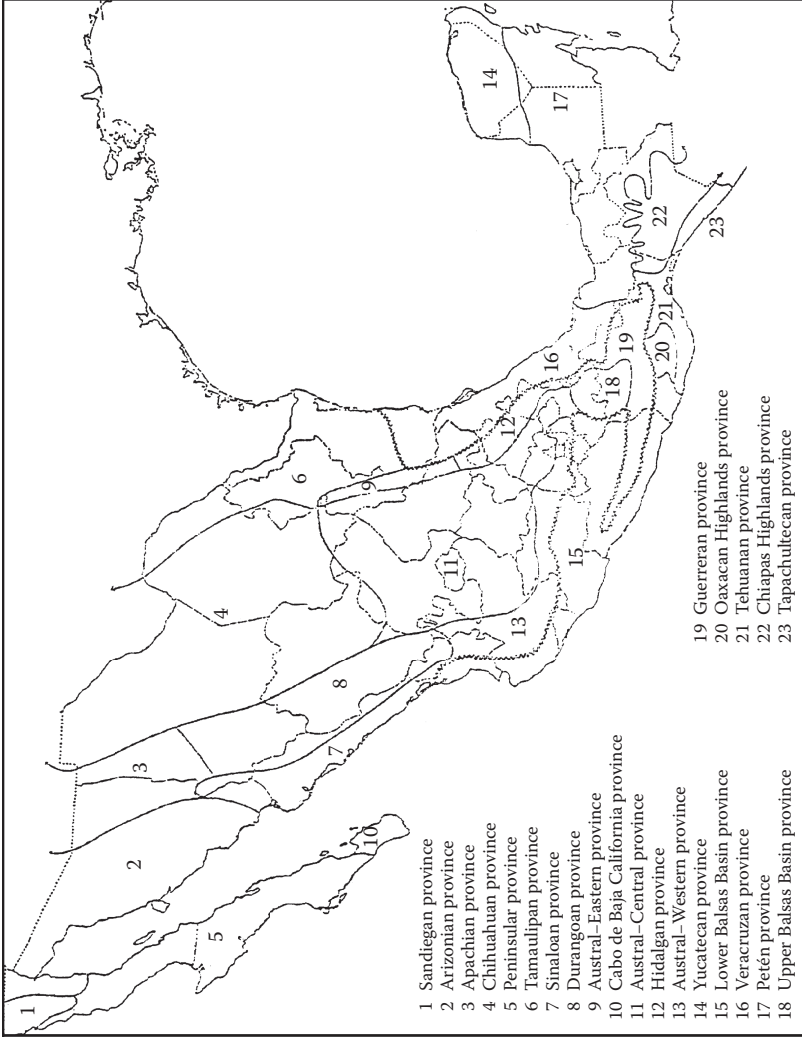 1 Sandiegan province
2 Arizonian province
3 Apachian province
4 Chihuahuan province
5 Peninsular province
6 Tamaulipan province
7 Sinaloan province
8 Durangoan province
9 Austral–Eastern province
10 Cabo de Baja California province
11 Austral–Central province
12 Hidalgan province
13 Austral–Western province
14 Yucatecan province
15 Lower Balsas Basin province
16 Veracruzan province
17 Petén province
18 Upper Balsas Basin province
19 Guerreran province
20 Oaxacan Highlands province
21 Tehuanan province
22 Chiapas Highlands province
23 Tapachultecan province
1
2
3
4
5
6
7
8
9
10
11
12
13
14
15
16
17
18
19
20
21
22
23